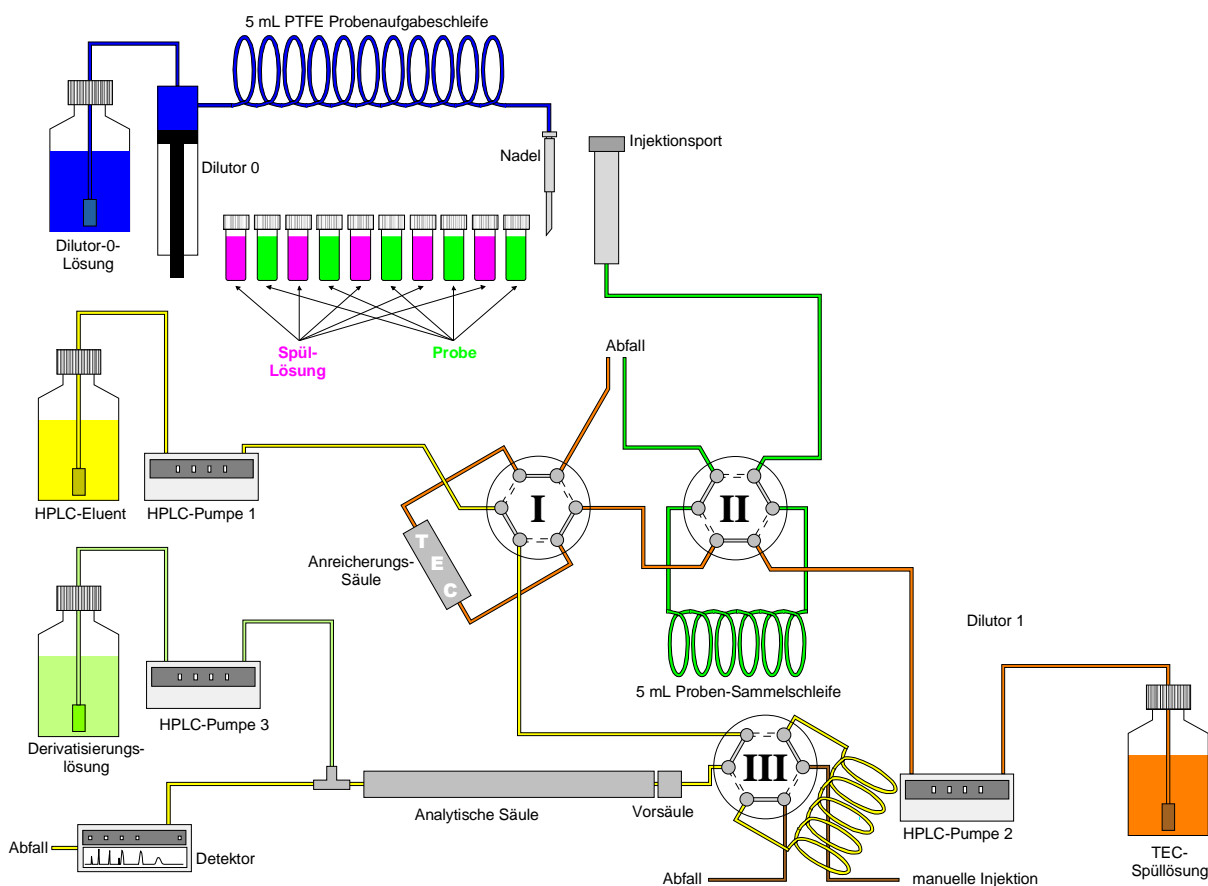 5 mL PTFE Probenaufgabeschleife
Injektionsport
Nadel
Dilutor 0
Dilutor-0-
Lösung
Spül-
Lösung
Probe
Abfall
I
II
HPLC-Eluent
HPLC-Pumpe 1
TEC
Anreicherungs-
Säule
Dilutor 1
5 mL Proben-Sammelschleife
HPLC-Pumpe 3
Derivatisierungs-
lösung
III
Analytische Säule
Vorsäule
HPLC-Pumpe 2
Abfall
Detektor
TEC-
Spüllösung
Abfall
manuelle Injektion